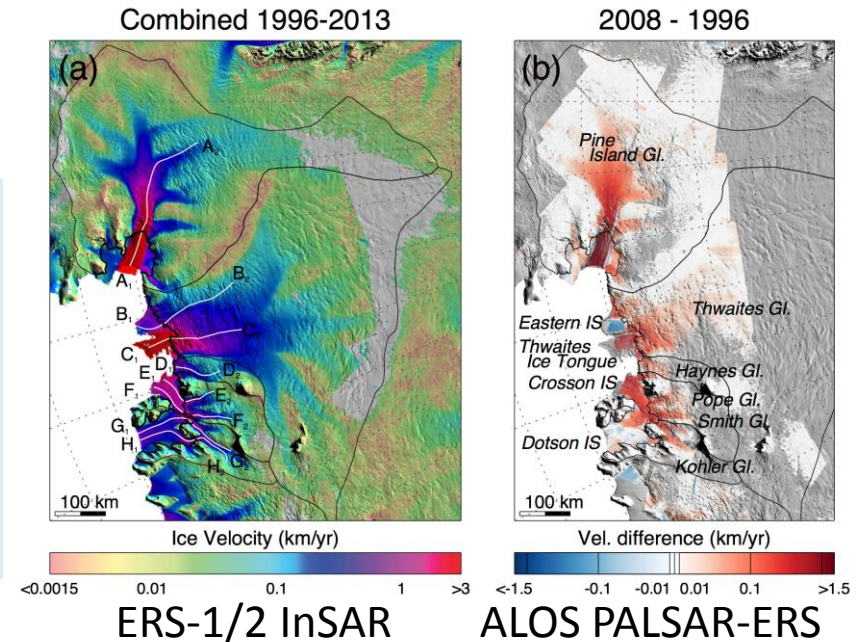 Combined 1996-2013
2008 - 1996
(a)
A₂
B₂
A₁
B₁
C₁
D₂
E₁
E₂
F₁
F₂
G₁
H₁
H₂
100 km
(b)
Pine
Island Gl.
Thwaites Gl.
Eastern IS
Thwaites
Ice Tongue
Haynes Gl.
Crosson IS
Pope Gl.
Smith Gl.
Dotson IS
Kohler Gl.
100 km
Ice Velocity (km/yr)
<0.0015 0.01 0.1 1 >3
Vel. difference (km/yr)
<-1.5 -0.1 -0.01 0.01 0.1 >1.5
ERS-1/2 InSAR
ALOS PALSAR-ERS